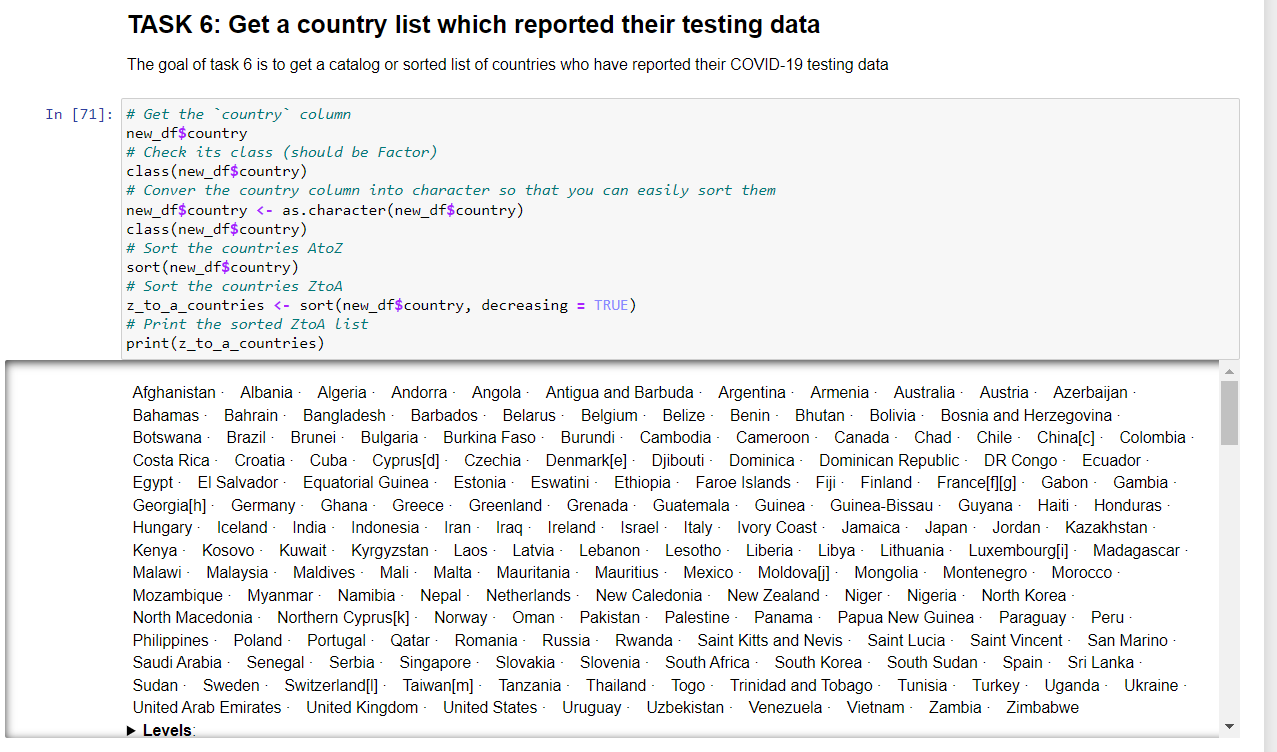 TASK 6: Get a country list which reported their testing data
The goal of task 6 is to get a catalog or sorted list of countries who have reported their COVID-19 testing data
In [71]:
# Get the `country` column
new_df$country
# Check its class (should be Factor)
class(new_df$country)
# Conver the country column into character so that you can easily sort them
new_df$country <- as.character(new_df$country)
class(new_df$country)
# Sort the countries AtoZ
sort(new_df$country)
# Sort the countries ZtoA
z_to_a_countries <- sort(new_df$country, decreasing = TRUE)
# Print the sorted ZtoA list
print(z_to_a_countries)
Afghanistan · Albania · Algeria · Andorra · Angola · Antigua and Barbuda · Argentina · Armenia · Australia · Austria · Azerbaijan ·
Bahamas · Bahrain · Bangladesh · Barbados · Belarus · Belgium · Belize · Benin · Bhutan · Bolivia · Bosnia and Herzegovina ·
Botswana · Brazil · Brunei · Bulgaria · Burkina Faso · Burundi · Cambodia · Cameroon · Canada · Chad · Chile · China[c] · Colombia ·
Costa Rica · Croatia · Cuba · Cyprus[d] · Czechia · Denmark[e] · Djibouti · Dominica · Dominican Republic · DR Congo · Ecuador ·
Egypt · El Salvador · Equatorial Guinea · Estonia · Eswatini · Ethiopia · Faroe Islands · Fiji · Finland · France[f][g] · Gabon · Gambia ·
Georgia[h] · Germany · Ghana · Greece · Greenland · Grenada · Guatemala · Guinea · Guinea-Bissau · Guyana · Haiti · Honduras ·
Hungary · Iceland · India · Indonesia · Iran · Iraq · Ireland · Israel · Italy · Ivory Coast · Jamaica · Japan · Jordan · Kazakhstan ·
Kenya · Kosovo · Kuwait · Kyrgyzstan · Laos · Latvia · Lebanon · Lesotho · Liberia · Libya · Lithuania · Luxembourg[i] · Madagascar ·
Malawi · Malaysia · Maldives · Mali · Malta · Mauritania · Mauritius · Mexico · Moldova[j] · Mongolia · Montenegro · Morocco ·
Mozambique · Myanmar · Namibia · Nepal · Netherlands · New Caledonia · New Zealand · Niger · Nigeria · North Korea ·
North Macedonia · Northern Cyprus[k] · Norway · Oman · Pakistan · Palestine · Panama · Papua New Guinea · Paraguay · Peru ·
Philippines · Poland · Portugal · Qatar · Romania · Russia · Rwanda · Saint Kitts and Nevis · Saint Lucia · Saint Vincent · San Marino ·
Saudi Arabia · Senegal · Serbia · Singapore · Slovakia · Slovenia · South Africa · South Korea · South Sudan · Spain · Sri Lanka ·
Sudan · Sweden · Switzerland[l] · Taiwan[m] · Tanzania · Thailand · Togo · Trinidad and Tobago · Tunisia · Turkey · Uganda · Ukraine ·
United Arab Emirates · United Kingdom · United States · Uruguay · Uzbekistan · Venezuela · Vietnam · Zambia · Zimbabwe
▶ Levels: